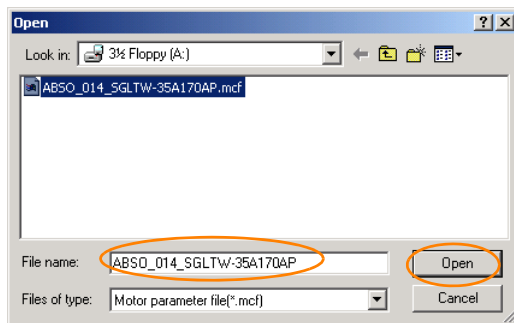 Open
Look in: 3½ Floppy (A:)
ABSO_014_SGLTW-35A170AP.mcf
File name: ABSO_014_SGLTW-35A170AP Open
Files of type: Motor parameter file(*.mcf) Cancel